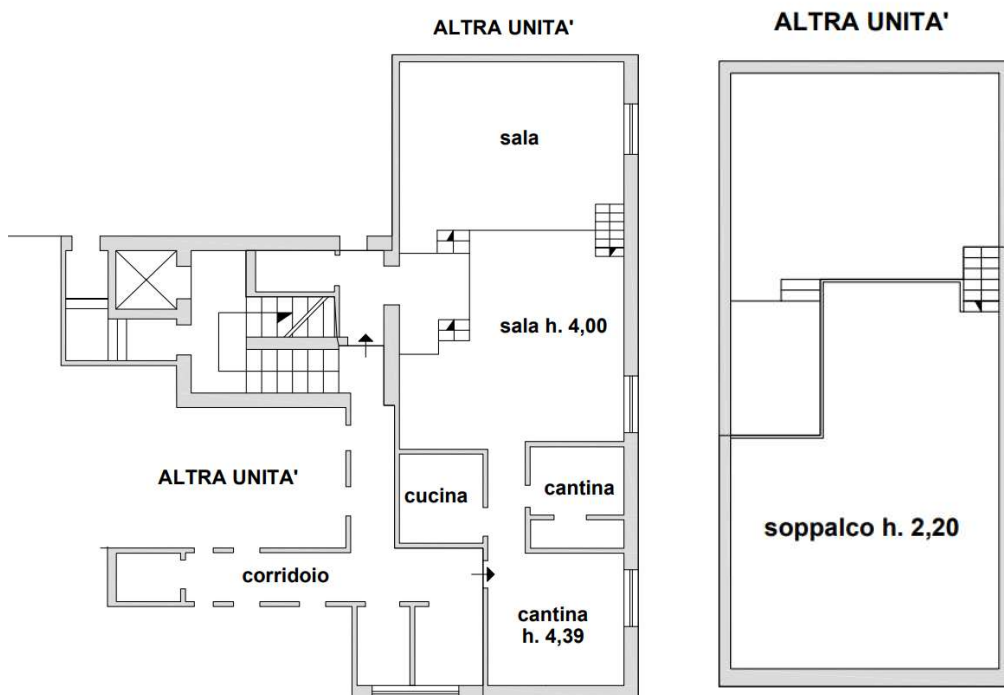 ALTRA UNITA'
sala
sala h. 4,00
ALTRA UNITA'
cucina
cantina
corridoio
cantina
h. 4,39
ALTRA UNITA'
soppalco h. 2,20